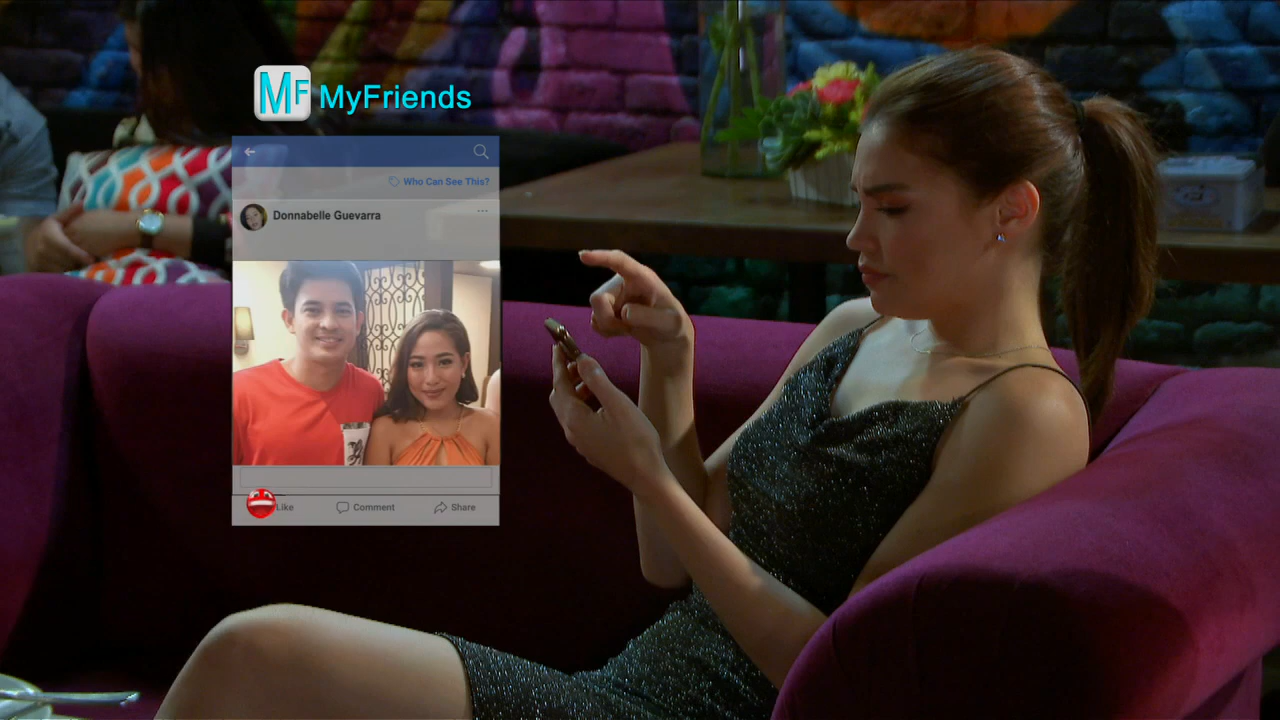 MF MyFriends
Who Can See This?
Donnabelle Guevarra
Like Comment Share